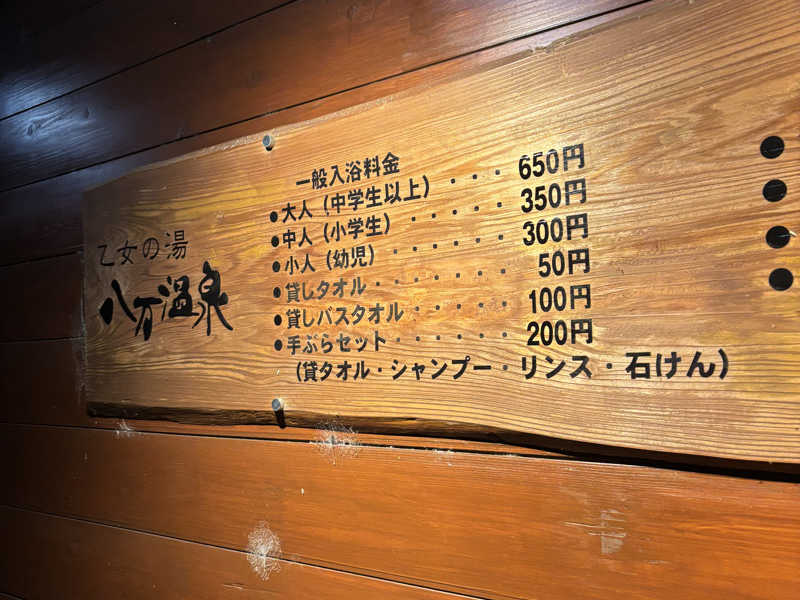 乙女の湯
八万温泉
一般入浴料金
●大人（中学生以上）・・・650円
●中人（小学生）・・・・・350円
●小人（幼児）・・・・・・300円
●貸しタオル・・・・・・・50円
●貸しバスタオル・・・・・100円
●手ぶらセット・・・・・・200円
（貸タオル・シャンプー・リンス・石けん）